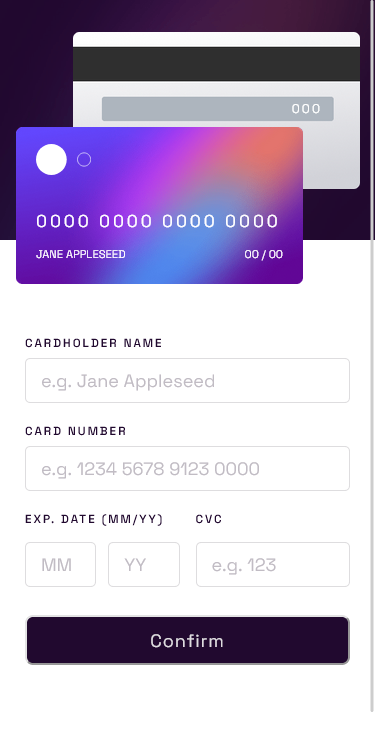 000
0000 0000 0000 0000
JANE APPLESEED 00/00
CARDHOLDER NAME
e.g. Jane Appleseed
CARD NUMBER
e.g. 1234 5678 9123 0000
EXP. DATE (MM/YY) CVC
MM YY e.g. 123
Confirm